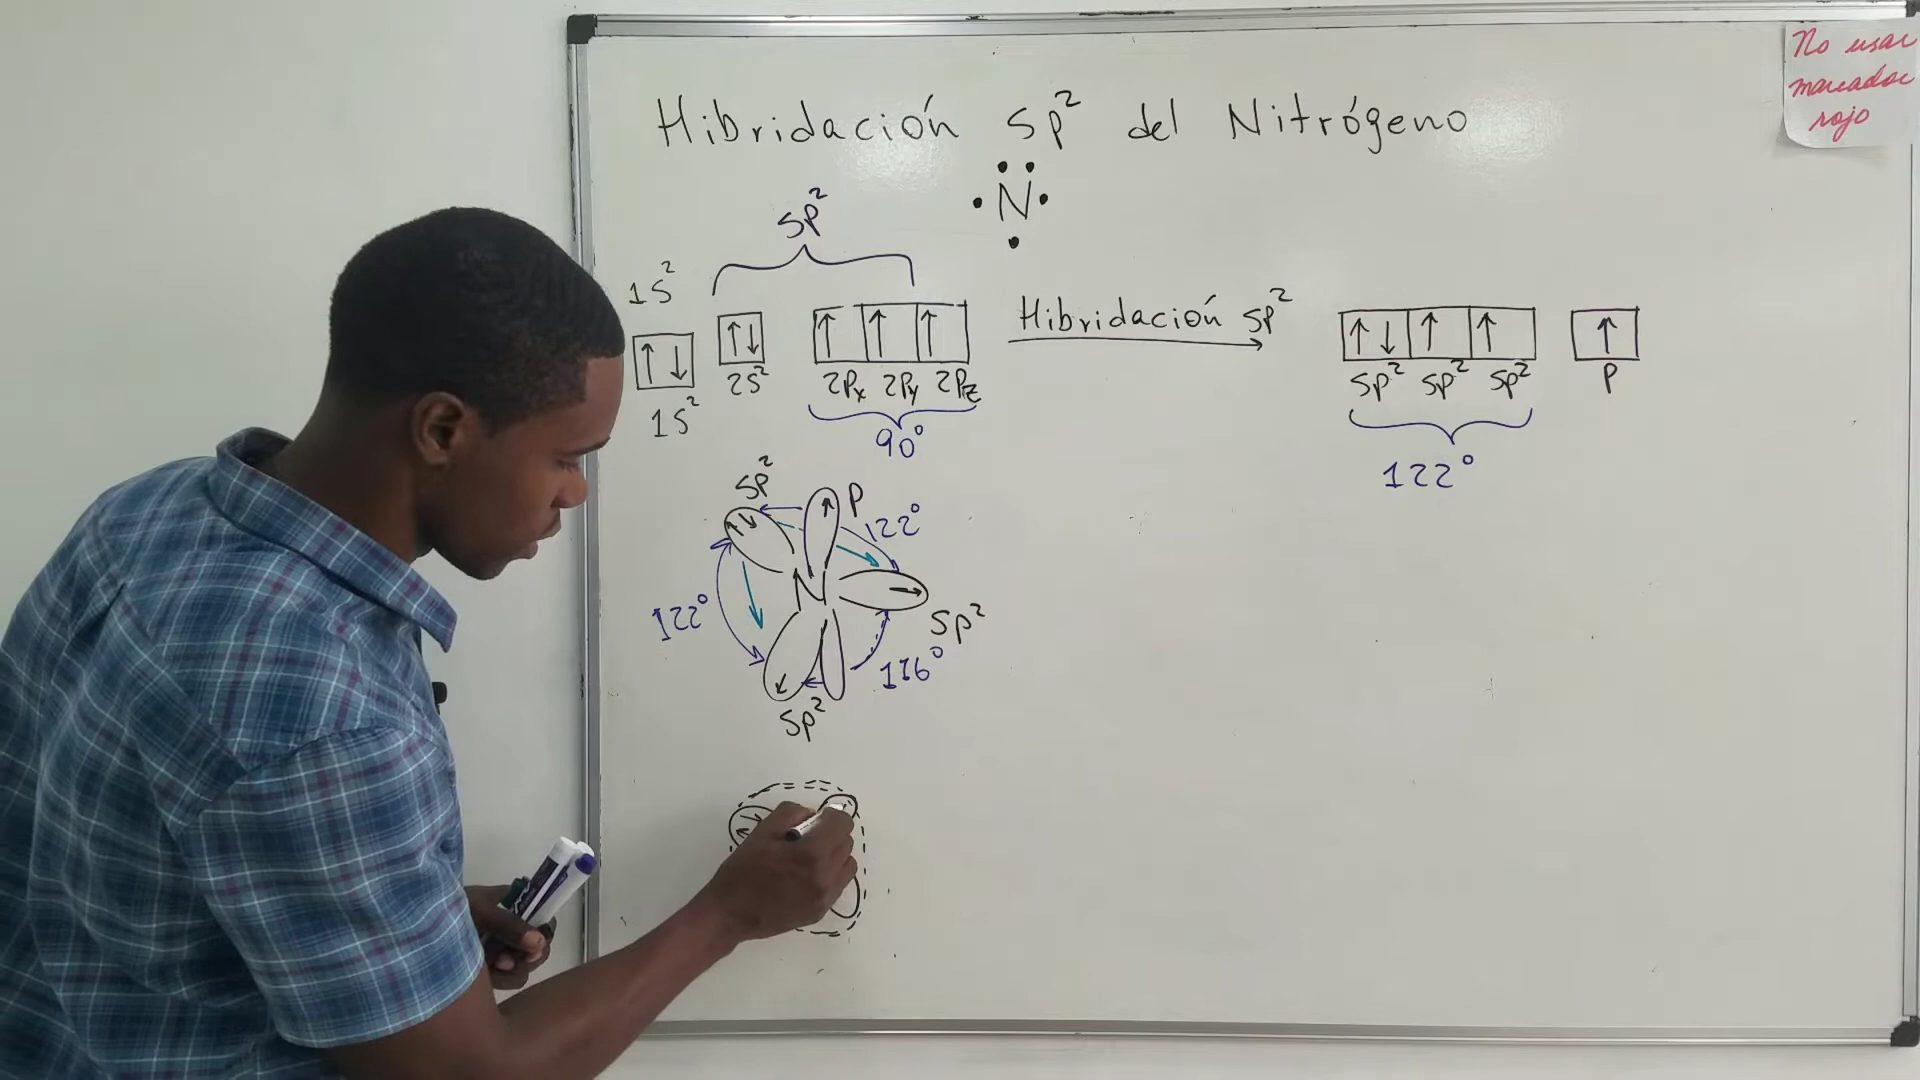 Hibridación sp² del Nitrógeno
No usar
marcador
rojo
N
sp²
1s²
Hibridación sp²
2s² 2Px 2Py 2Pz
1s²
90°
sp² sp² sp² P
122°
sp² P
122°
N
122°
sp²
116°
sp²